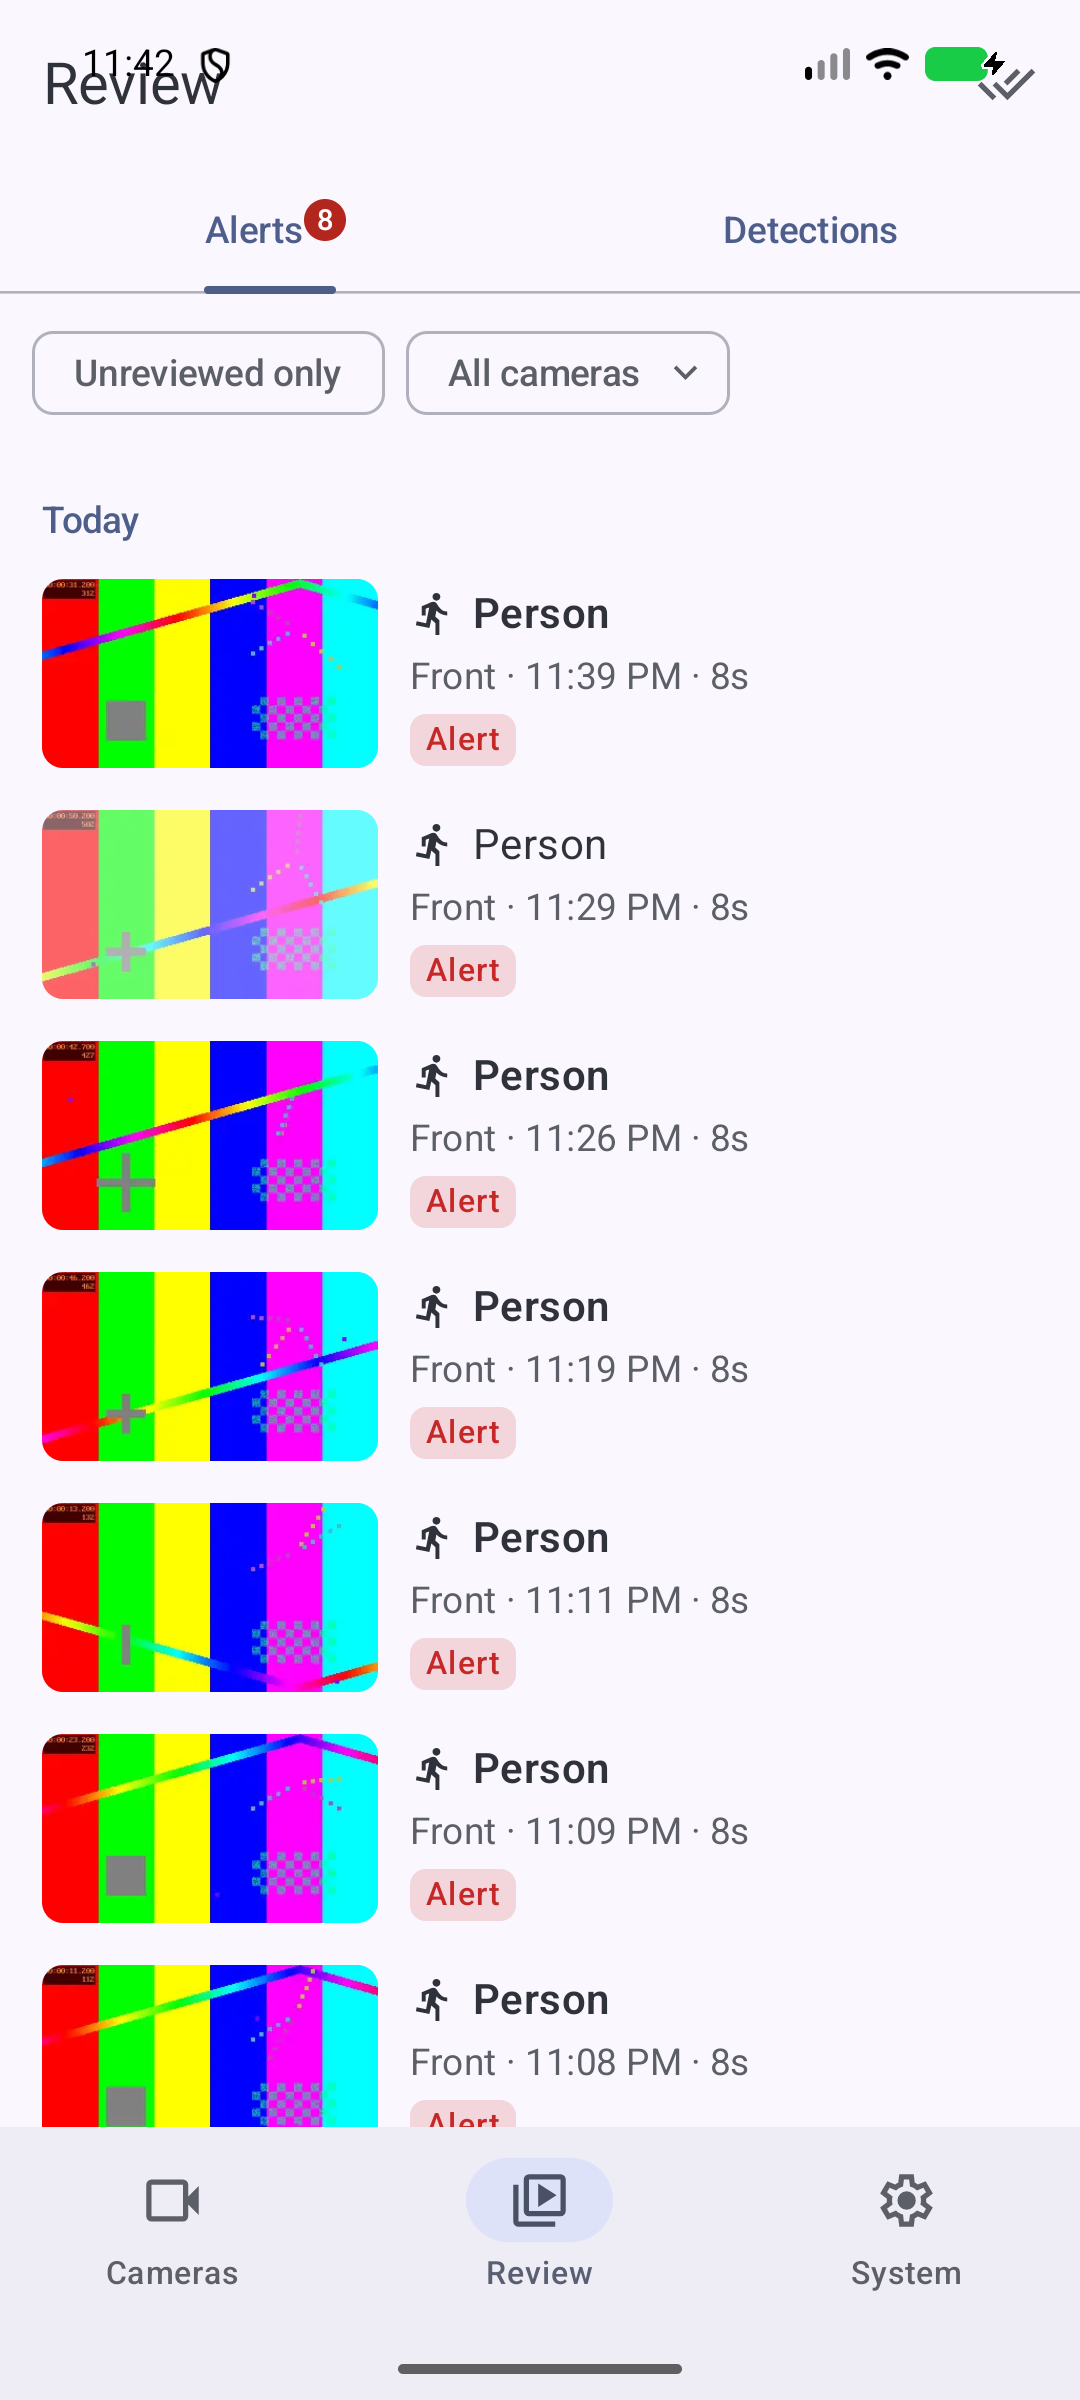 11:42
Review
Alerts 8
Detections
Unreviewed only
All cameras
Today
Person
Front · 11:39 PM · 8s
Alert
Person
Front · 11:29 PM · 8s
Alert
Person
Front · 11:26 PM · 8s
Alert
Person
Front · 11:19 PM · 8s
Alert
Person
Front · 11:11 PM · 8s
Alert
Person
Front · 11:09 PM · 8s
Alert
Person
Front · 11:08 PM · 8s
Alert
Cameras
Review
System